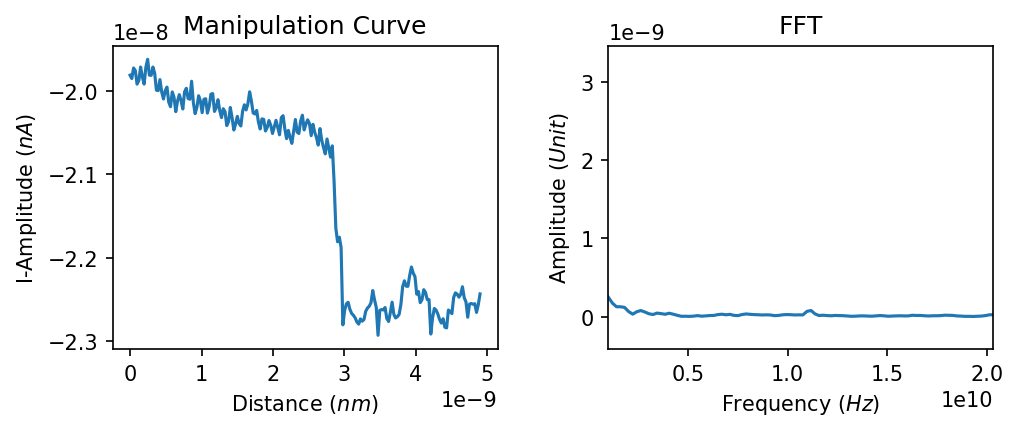 Manipulation Curve
1e−8
I-Amplitude (nA)
−2.0
−2.1
−2.2
−2.3
0 1 2 3 4 5
1e−9
Distance (nm)
FFT
1e−9
Amplitude (Unit)
3
2
1
0
0.5 1.0 1.5 2.0
1e10
Frequency (Hz)